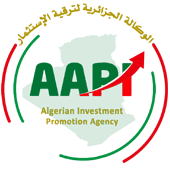 الوكالة الجزائرية لترقية الإستثمار
AAPI
Algerian Investment
Promotion Agency